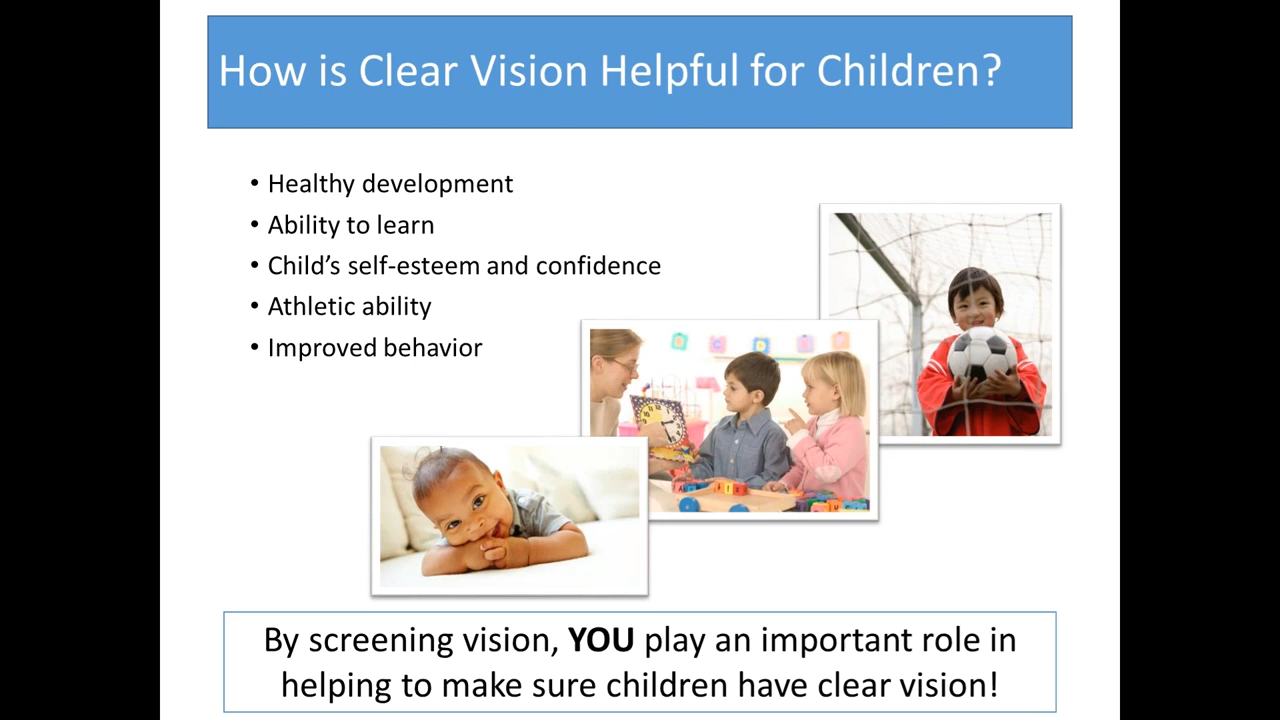 How is Clear Vision Helpful for Children?
• Healthy development
• Ability to learn
• Child’s self-esteem and confidence
• Athletic ability
• Improved behavior
By screening vision, YOU play an important role in
helping to make sure children have clear vision!